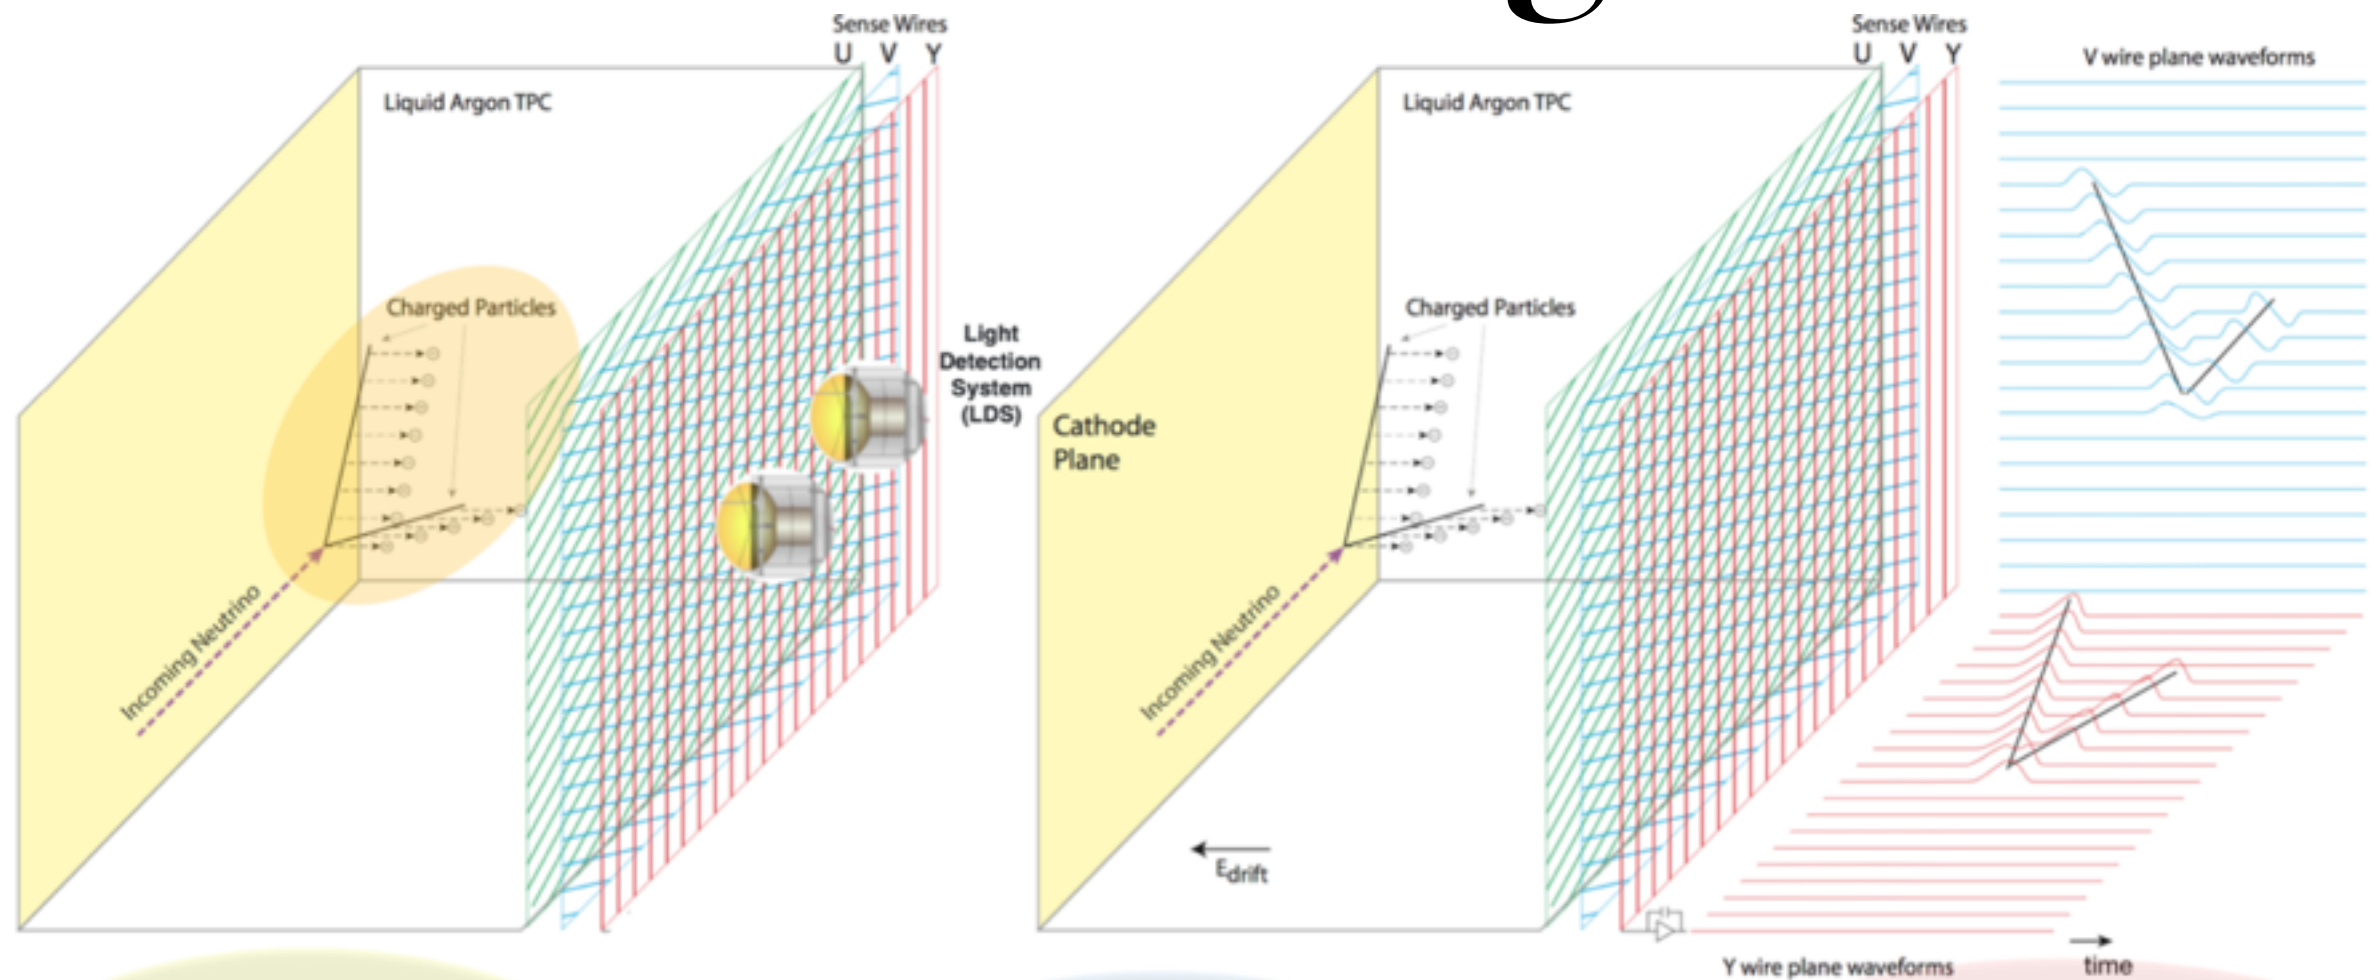 Sense Wires
U V Y
Liquid Argon TPC
Charged Particles
Incoming Neutrino
Light
Detection
System
(LDS)
Sense Wires
U V Y
Liquid Argon TPC
Charged Particles
Cathode
Plane
Incoming Neutrino
Edrift
V wire plane waveforms
Y wire plane waveforms
time